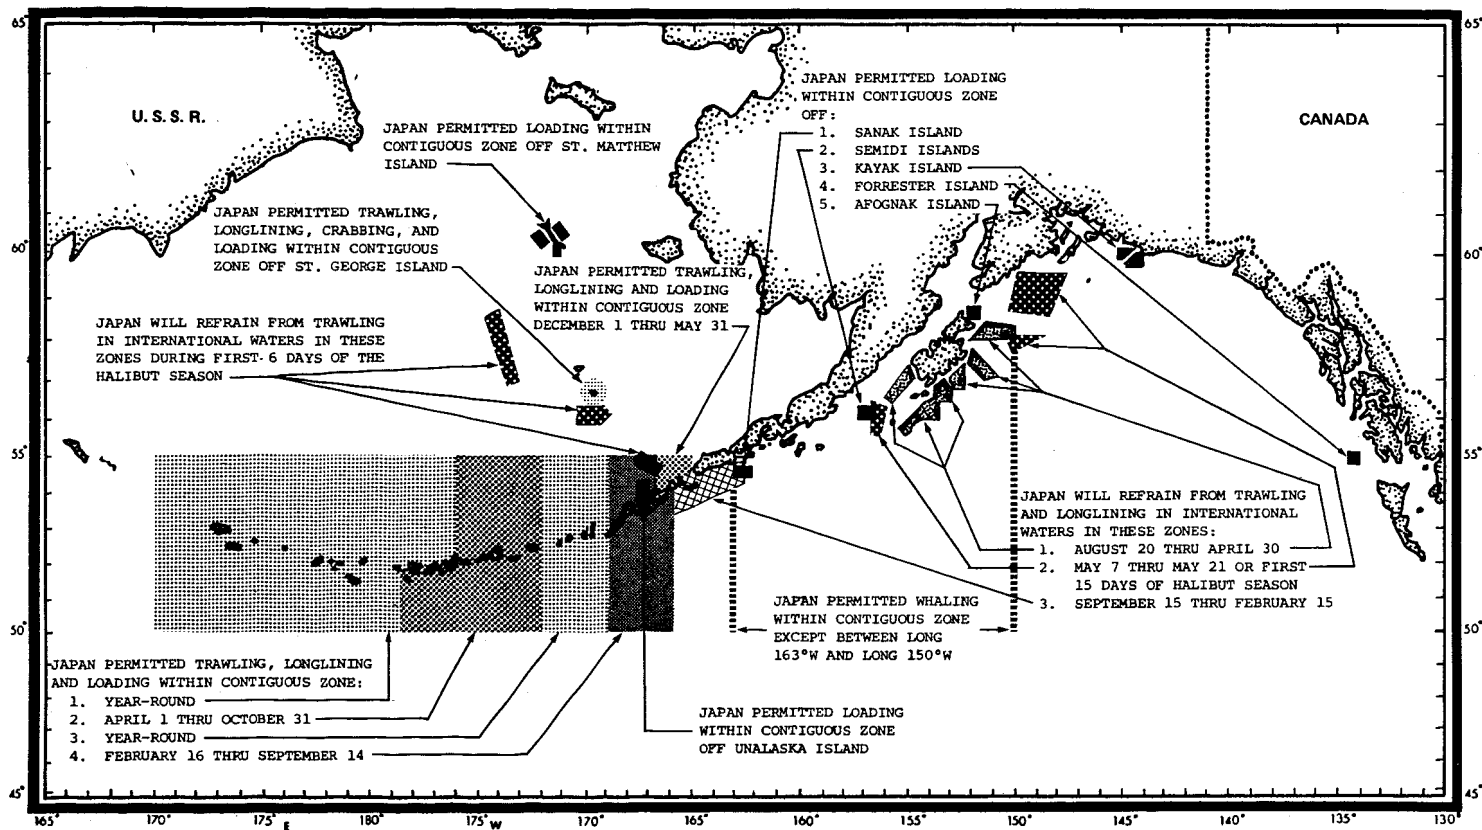 65°
65°
U.S.S.R.
CANADA
JAPAN PERMITTED LOADING WITHIN
CONTIGUOUS ZONE OFF ST. MATTHEW
ISLAND
JAPAN PERMITTED LOADING
WITHIN CONTIGUOUS ZONE
OFF:
1. SANAK ISLAND
2. SEMIDI ISLANDS
3. KAYAK ISLAND
4. FORRESTER ISLAND
5. AFOGNAK ISLAND
JAPAN PERMITTED TRAWLING,
LONGLINING, CRABBING, AND
LOADING WITHIN CONTIGUOUS
ZONE OFF ST. GEORGE ISLAND
60°
60°
JAPAN PERMITTED TRAWLING,
LONGLINING AND LOADING
WITHIN CONTIGUOUS ZONE
DECEMBER 1 THRU MAY 31
JAPAN WILL REFRAIN FROM TRAWLING
IN INTERNATIONAL WATERS IN THESE
ZONES DURING FIRST 6 DAYS OF THE
HALIBUT SEASON
55°
55°
JAPAN WILL REFRAIN FROM TRAWLING
AND LONGLINING IN INTERNATIONAL
WATERS IN THESE ZONES:
1. AUGUST 20 THRU APRIL 30
2. MAY 7 THRU MAY 21 OR FIRST
15 DAYS OF HALIBUT SEASON
3. SEPTEMBER 15 THRU FEBRUARY 15
JAPAN PERMITTED WHALING
WITHIN CONTIGUOUS ZONE
EXCEPT BETWEEN LONG
163°W AND LONG 150°W
50°
50°
JAPAN PERMITTED TRAWLING, LONGLINING
AND LOADING WITHIN CONTIGUOUS ZONE:
1. YEAR-ROUND
2. APRIL 1 THRU OCTOBER 31
3. YEAR-ROUND
4. FEBRUARY 16 THRU SEPTEMBER 14
JAPAN PERMITTED LOADING
WITHIN CONTIGUOUS ZONE
OFF UNALASKA ISLAND
45°
45°
165° 170° 175° E 180° 175° W 170° 165° 160° 155° 150° 145° 140° 135° 130°